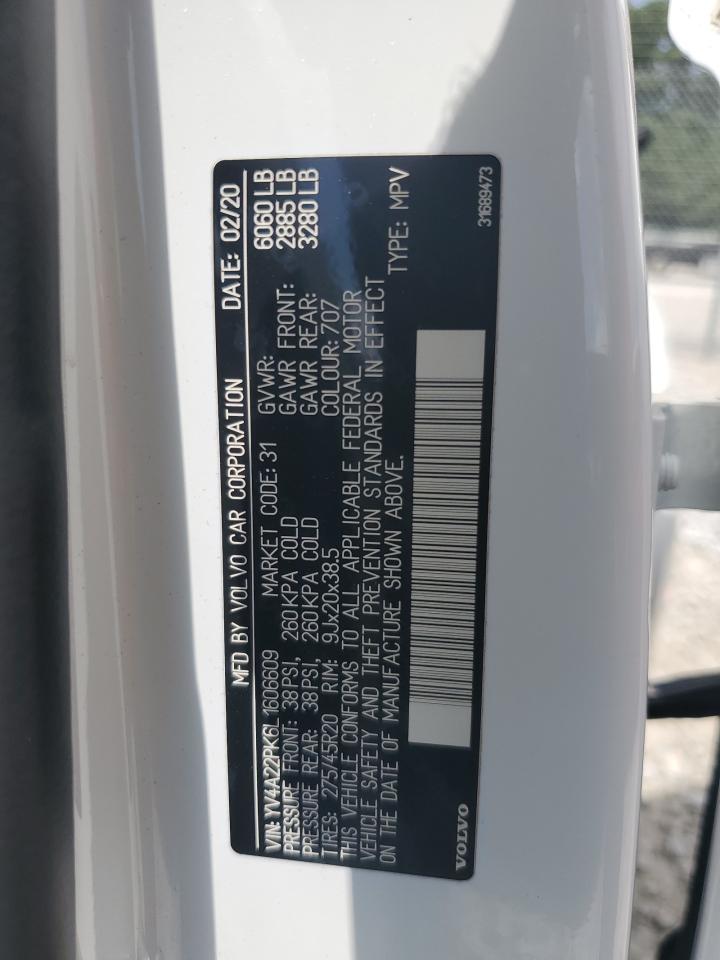 MFD BY VOLVO CAR CORPORATION DATE: 02/20
VIN: YV4A22PK6L1606609 MARKET CODE: 31 GVWR: 6060 LB
PRESSURE FRONT: 38 PSI, 260 KPA COLD GAWR FRONT: 2885 LB
PRESSURE REAR: 38 PSI, 260 KPA COLD GAWR REAR: 3280 LB
TIRES: 275/45R20 RIM: 9Jx20x38.5 COLOUR: 707
THIS VEHICLE CONFORMS TO ALL APPLICABLE FEDERAL MOTOR
VEHICLE SAFETY AND THEFT PREVENTION STANDARDS IN EFFECT
ON THE DATE OF MANUFACTURE SHOWN ABOVE. TYPE: MPV
VOLVO 31689473